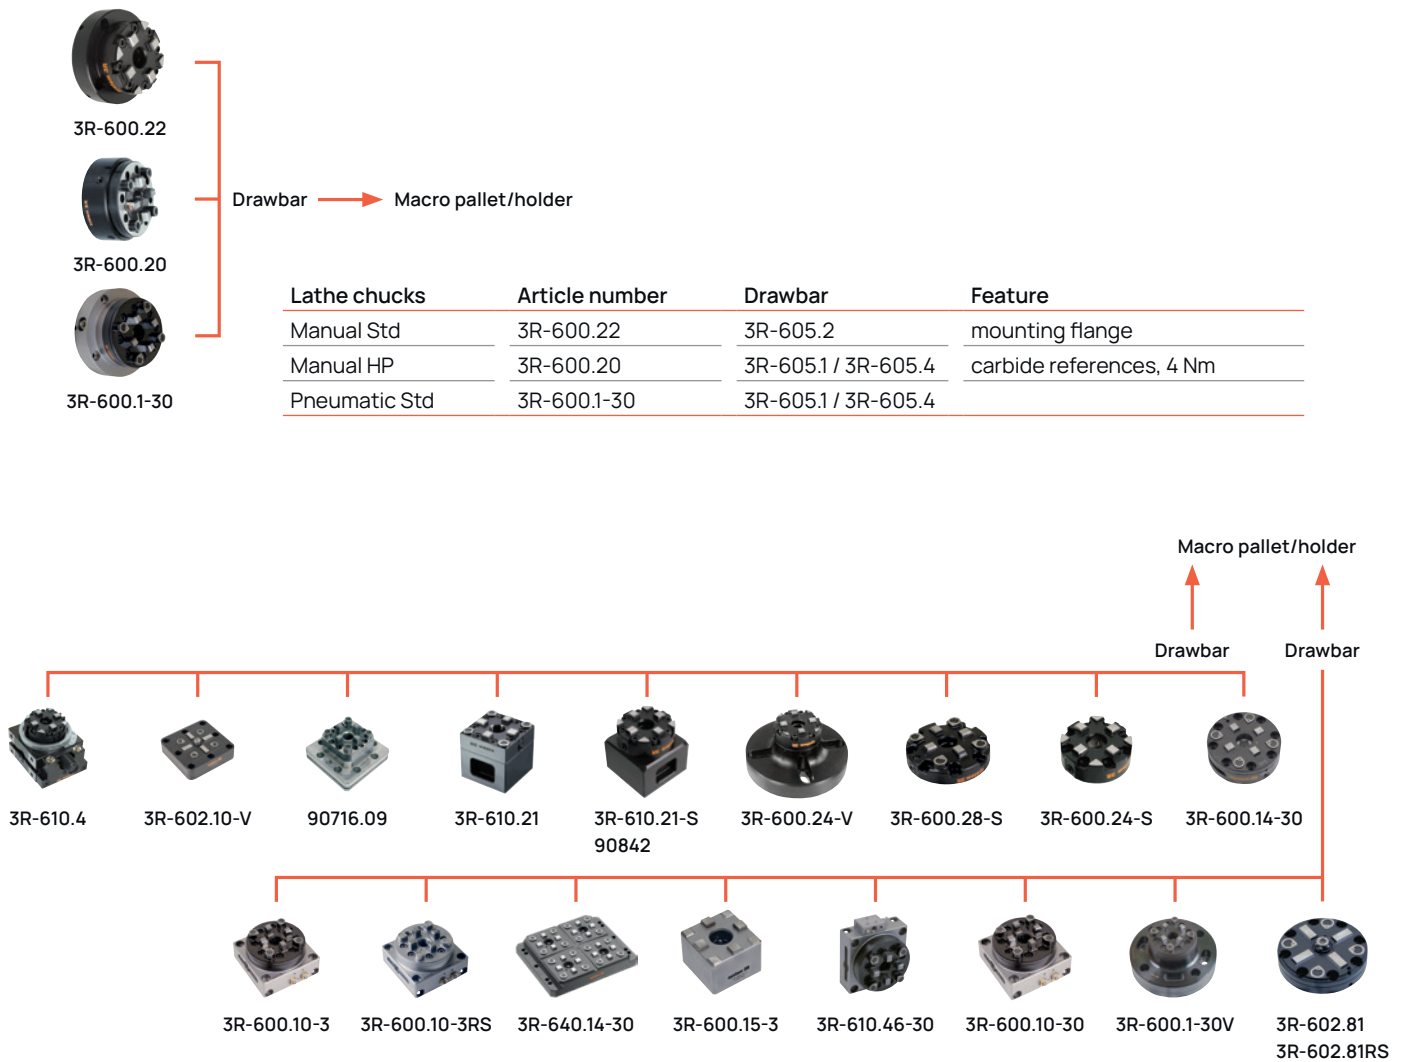 3R-600.22
Drawbar
Macro pallet/holder
3R-600.20
3R-600.1-30
Lathe chucks Article number Drawbar Feature
Manual Std 3R-600.22 3R-605.2 mounting flange
Manual HP 3R-600.20 3R-605.1 / 3R-605.4 carbide references, 4 Nm
Pneumatic Std 3R-600.1-30 3R-605.1 / 3R-605.4
Macro pallet/holder
Drawbar Drawbar
3R-610.4 3R-602.10-V 90716.09 3R-610.21 3R-610.21-S 3R-600.24-V 3R-600.28-S 3R-600.24-S 3R-600.14-30
90842
3R-600.10-3 3R-600.10-3RS 3R-640.14-30 3R-600.15-3 3R-610.46-30 3R-600.10-30 3R-600.1-30V 3R-602.81
3R-602.81RS